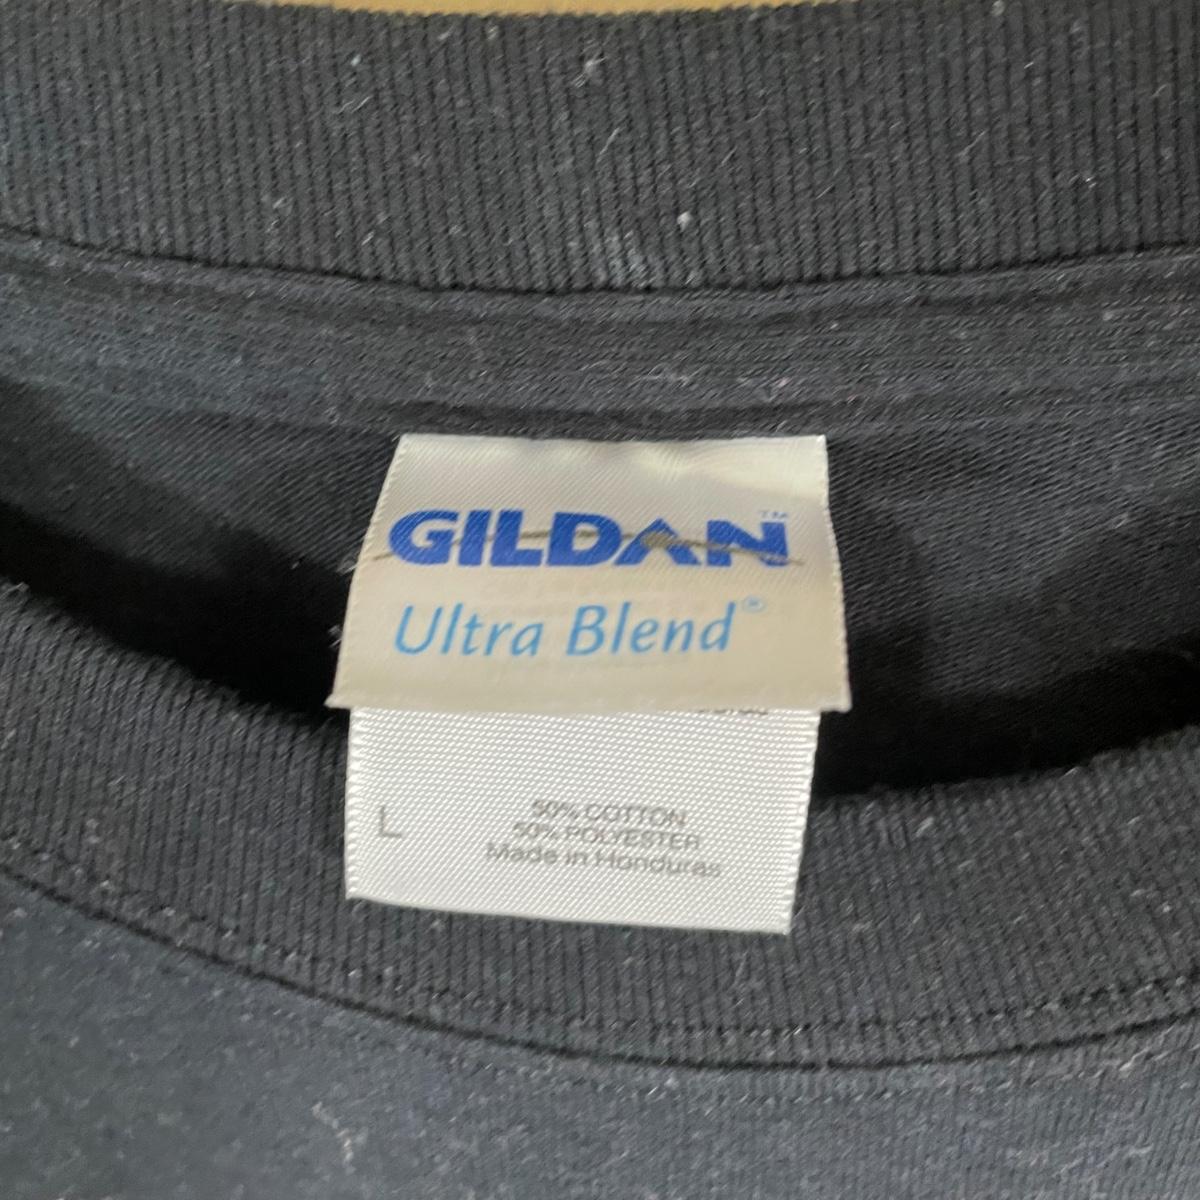 GILDAN™
Ultra Blend®
L
50% COTTON
50% POLYESTER
Made in Honduras